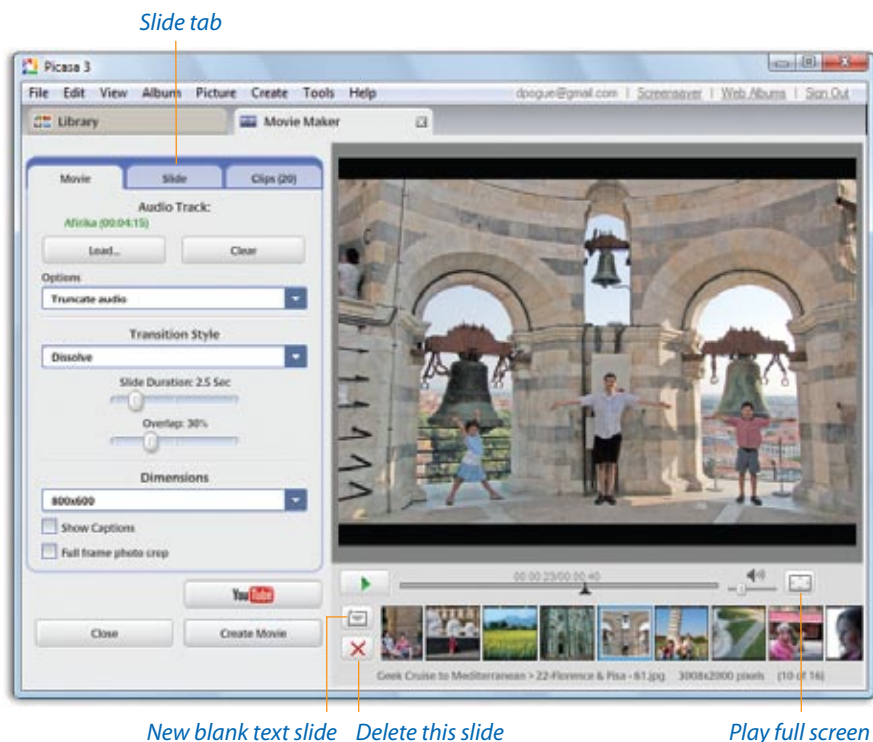 Slide tab
Picasa 3
File Edit View Album Picture Create Tools Help
dpogue@gmail.com | Screensaver | Web Albums | Sign Out
Library
Movie Maker
Movie
Slide
Clips (20)
Audio Track:
Afirika (00:04:15)
Load...
Clear
Options
Truncate audio
Transition Style
Dissolve
Slide Duration: 2.5 Sec
Overlap: 30%
Dimensions
800x600
Show Captions
Full frame photo crop
YouTube
Close
Create Movie
00:00:23/00:00:40
Geek Cruise to Mediterranean > 22-Florence & Pisa - 61.jpg 3008x2000 pixels (10 of 16)
New blank text slide
Delete this slide
Play full screen